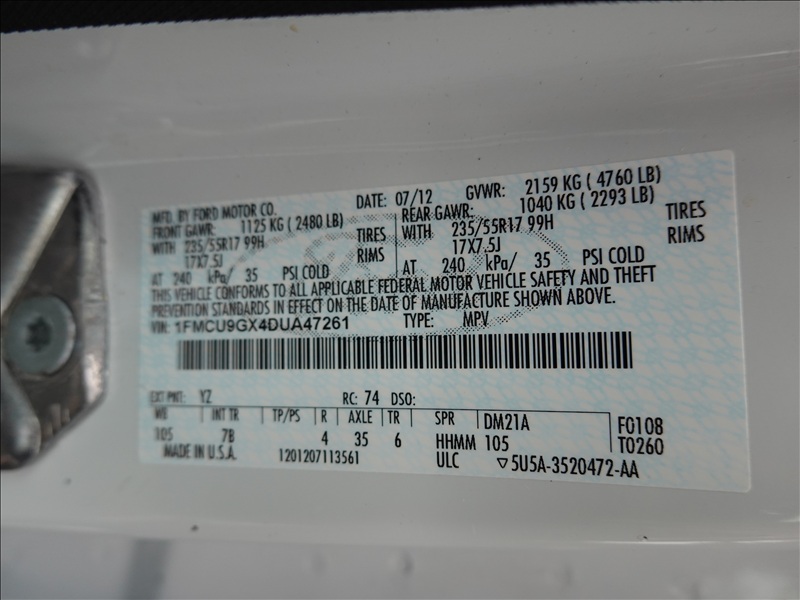 MFD. BY FORD MOTOR CO. DATE: 07/12 GVWR: 2159 KG ( 4760 LB)
FRONT GAWR: 1125 KG ( 2480 LB) REAR GAWR: 1040 KG ( 2293 LB)
WITH 235/55R17 99H TIRES WITH 235/55R17 99H TIRES
17X7.5J RIMS 17X7.5J RIMS
AT 240 kPa/ 35 PSI COLD AT 240 kPa/ 35 PSI COLD
THIS VEHICLE CONFORMS TO ALL APPLICABLE FEDERAL MOTOR VEHICLE SAFETY AND THEFT
PREVENTION STANDARDS IN EFFECT ON THE DATE OF MANUFACTURE SHOWN ABOVE.
VIN: 1FMCU9GX4DUA47261 TYPE: MPV
EXT PNT: YZ RC: 74 DSO:
WB INT TR TP/PS R AXLE TR SPR DM21A F0108
105 7B 4 35 6 HHMM 105 T0260
MADE IN U.S.A. 1201207113561 ULC ▽5U5A-3520472-AA